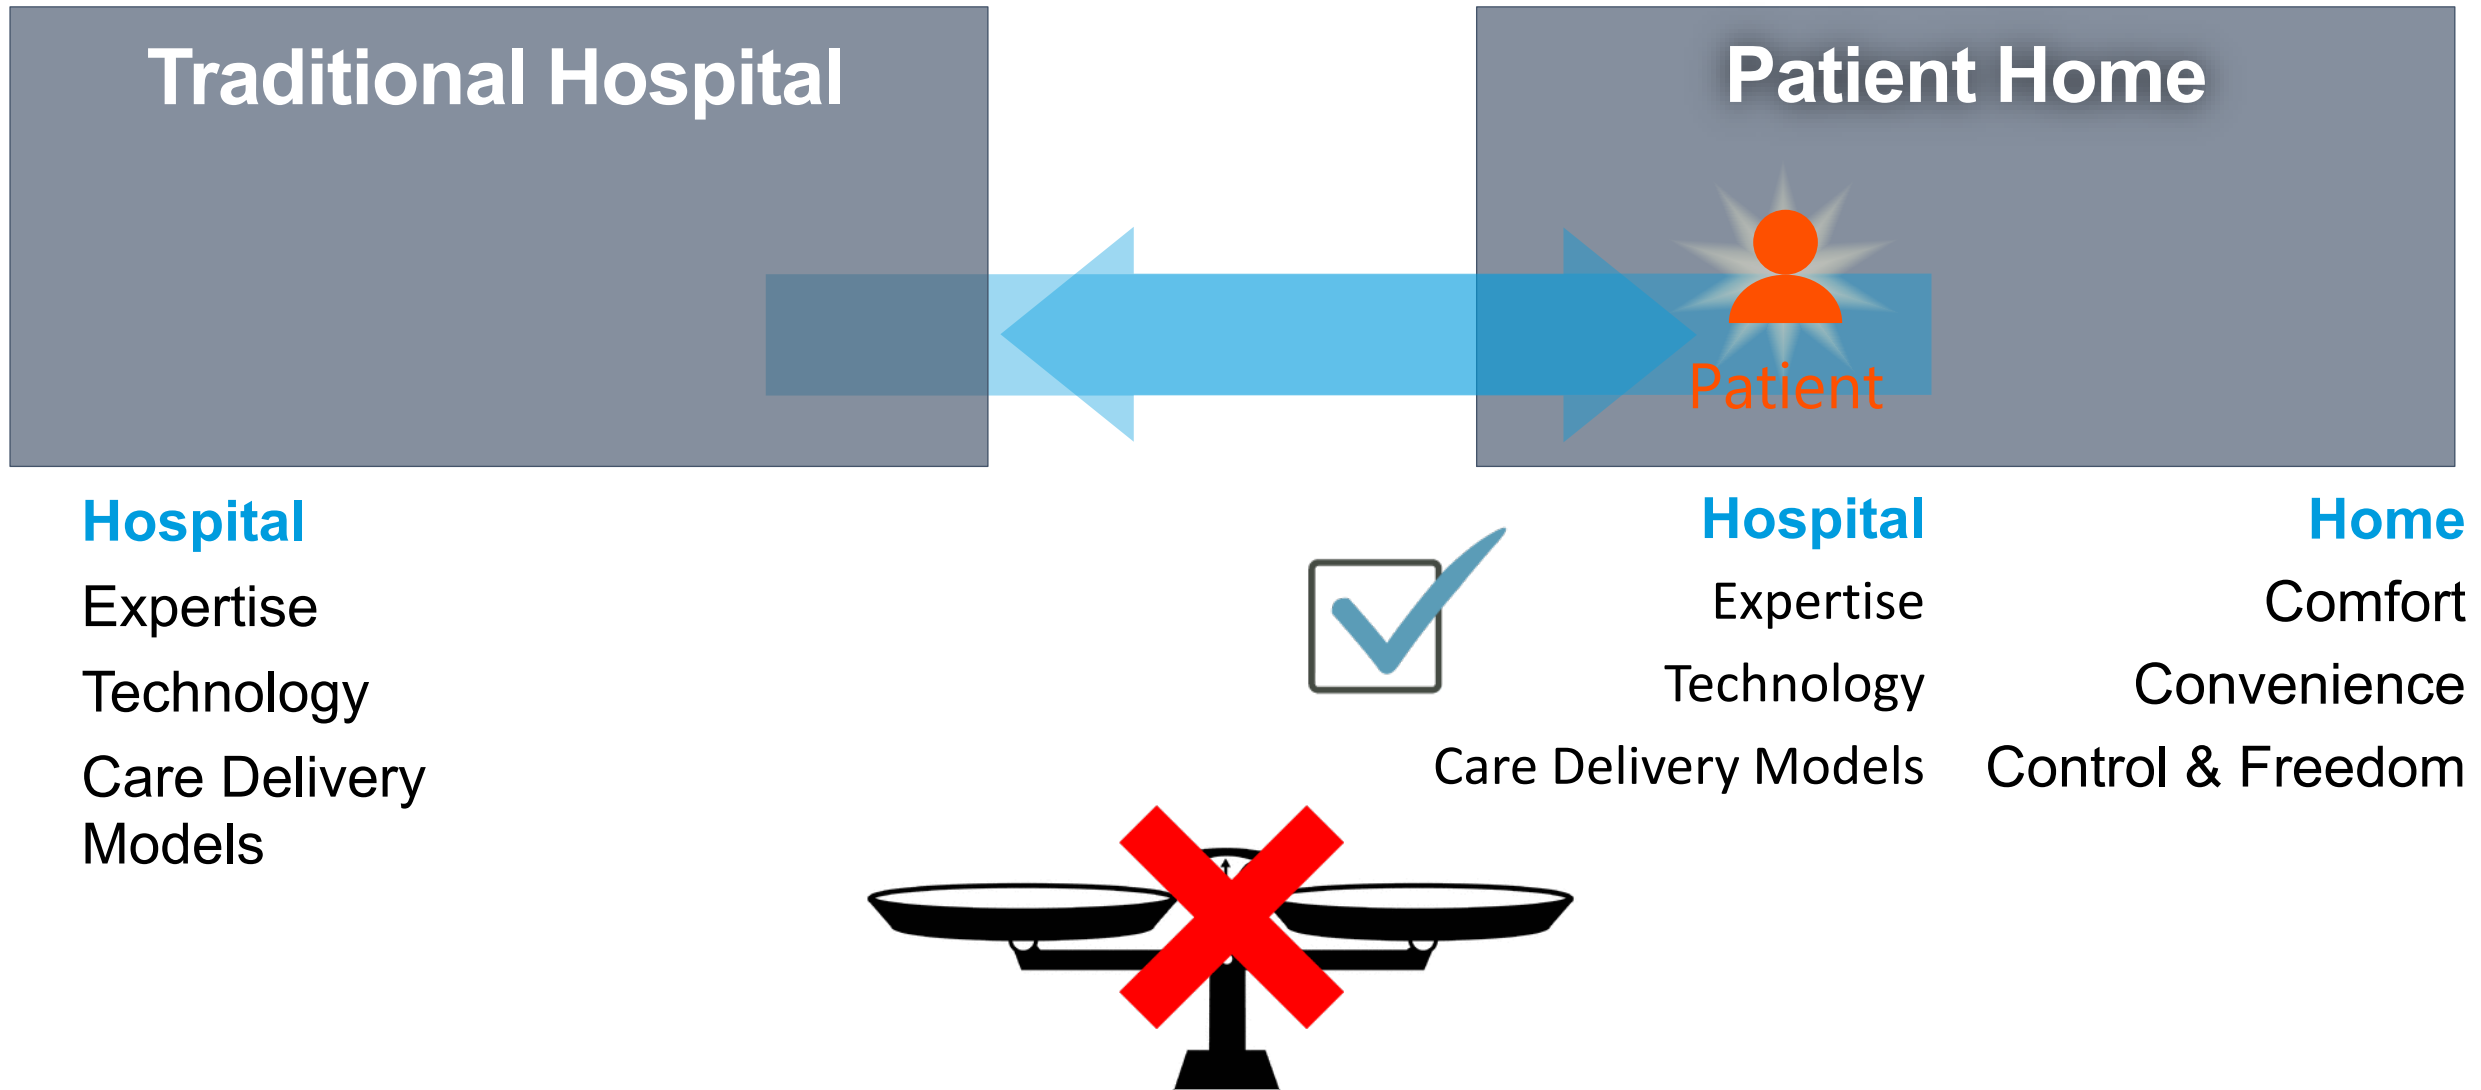 Traditional Hospital
Patient Home
Patient
Hospital
Expertise
Technology
Care Delivery
Models
Hospital
Expertise
Technology
Care Delivery Models
Home
Comfort
Convenience
Control & Freedom